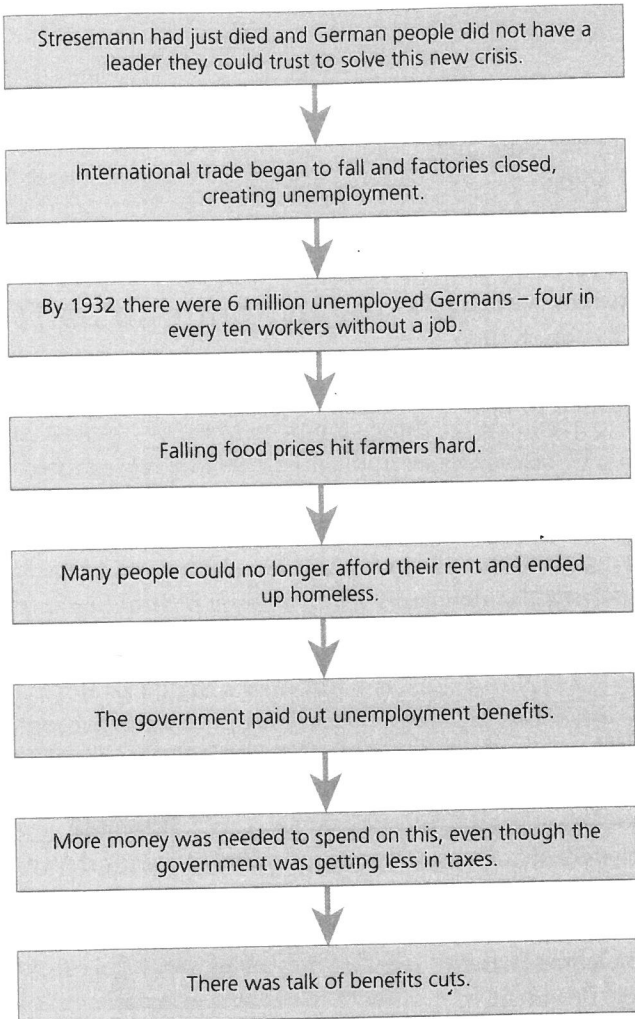 Stresemann had just died and German people did not have a
leader they could trust to solve this new crisis.
International trade began to fall and factories closed,
creating unemployment.
By 1932 there were 6 million unemployed Germans – four in
every ten workers without a job.
Falling food prices hit farmers hard.
Many people could no longer afford their rent and ended
up homeless.
The government paid out unemployment benefits.
More money was needed to spend on this, even though the
government was getting less in taxes.
There was talk of benefits cuts.